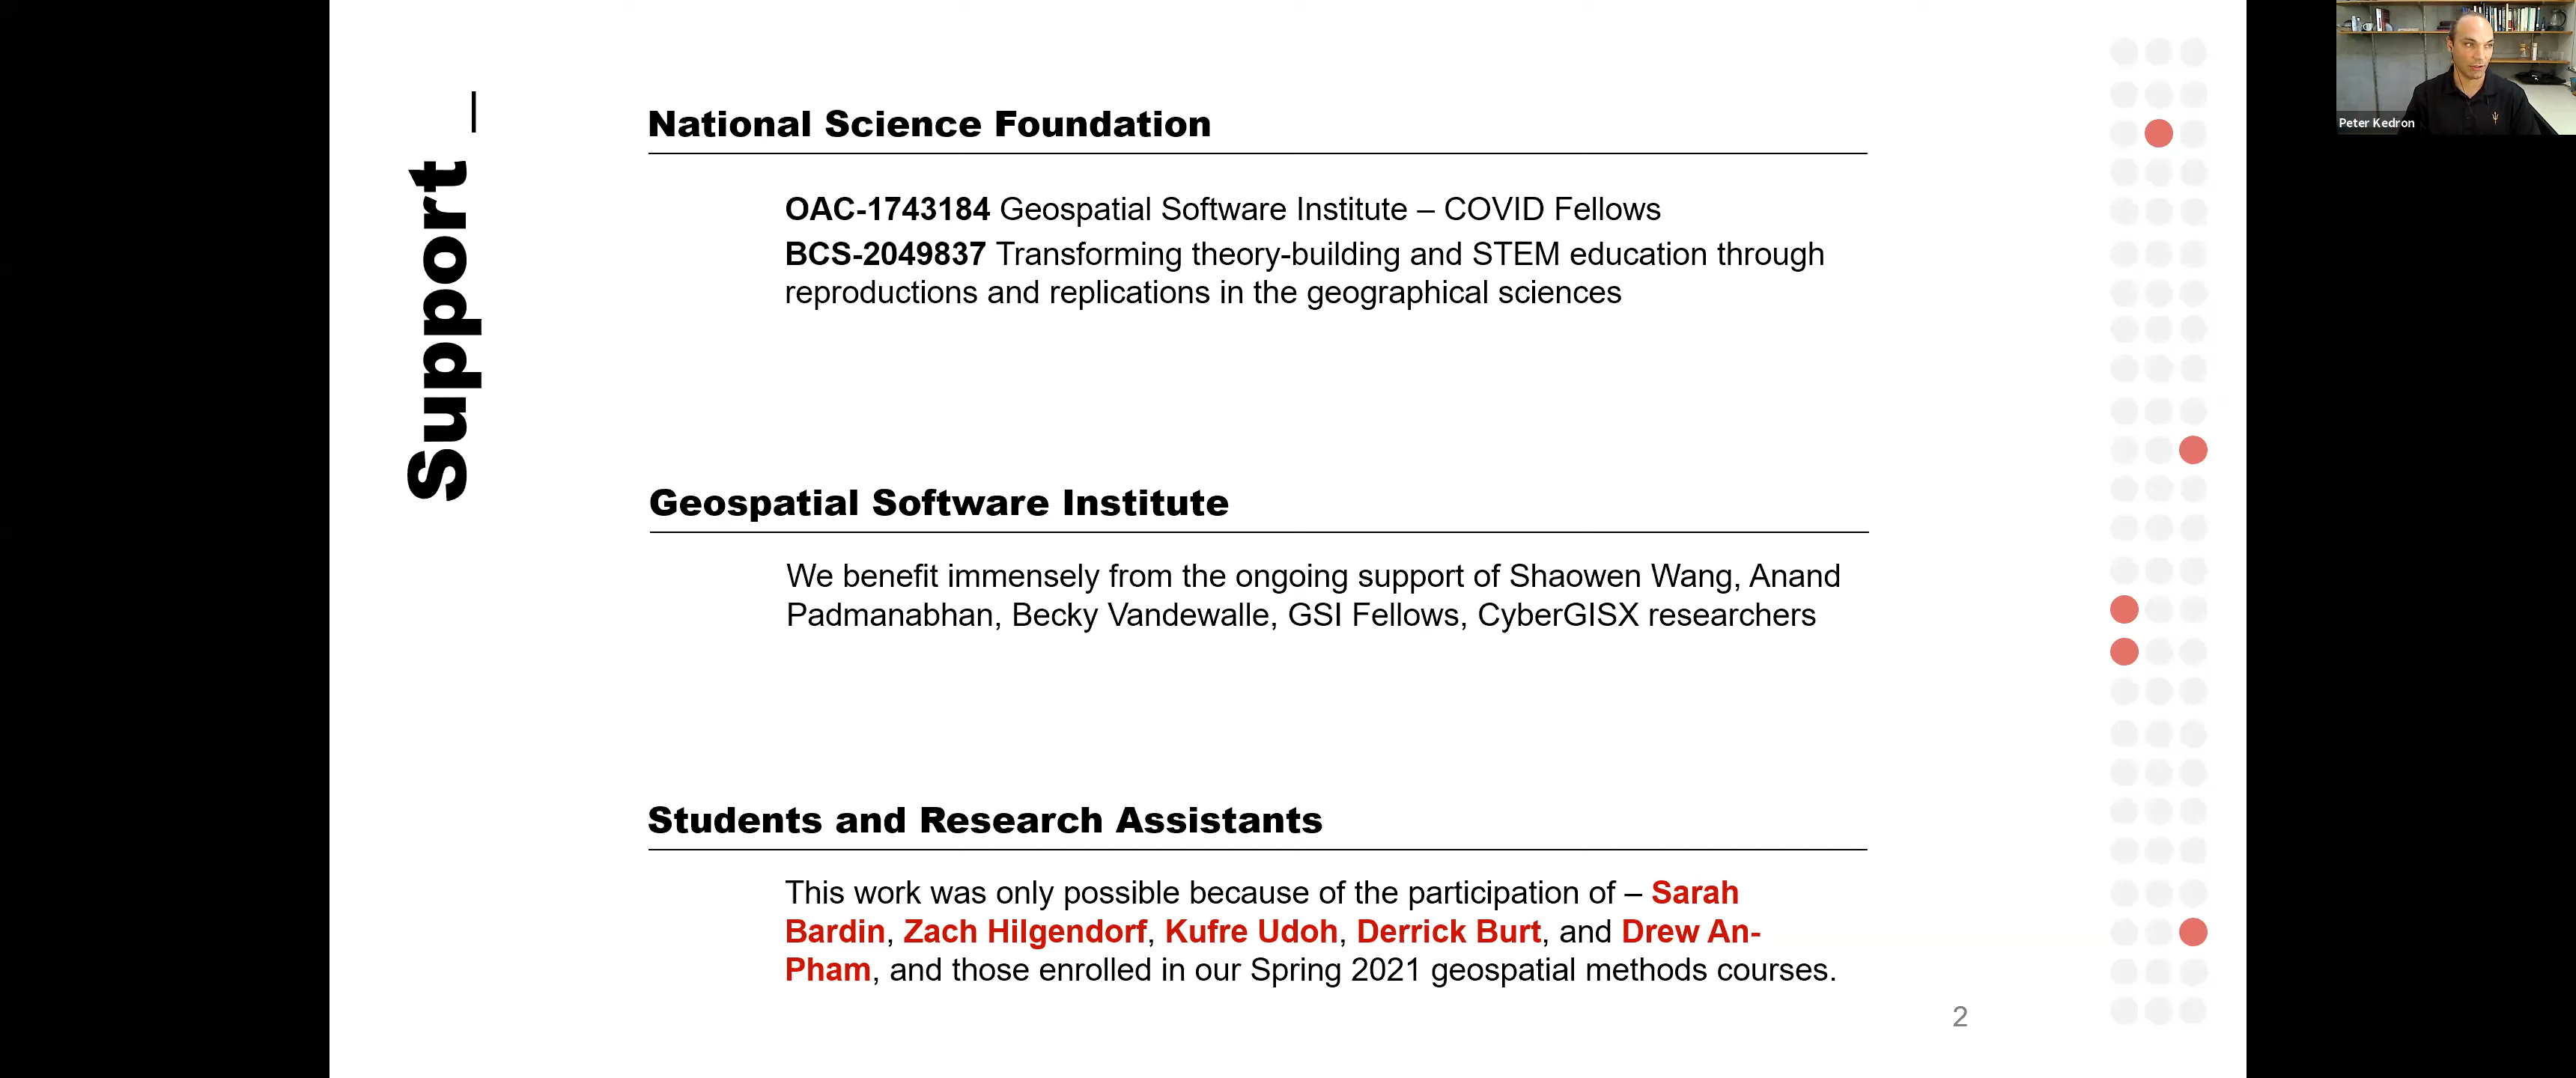 Support _
National Science Foundation
OAC-1743184 Geospatial Software Institute – COVID Fellows
BCS-2049837 Transforming theory-building and STEM education through
reproductions and replications in the geographical sciences
Geospatial Software Institute
We benefit immensely from the ongoing support of Shaowen Wang, Anand
Padmanabhan, Becky Vandewalle, GSI Fellows, CyberGISX researchers
Students and Research Assistants
This work was only possible because of the participation of – Sarah
Bardin, Zach Hilgendorf, Kufre Udoh, Derrick Burt, and Drew An-
Pham, and those enrolled in our Spring 2021 geospatial methods courses.
2
Peter Kedron